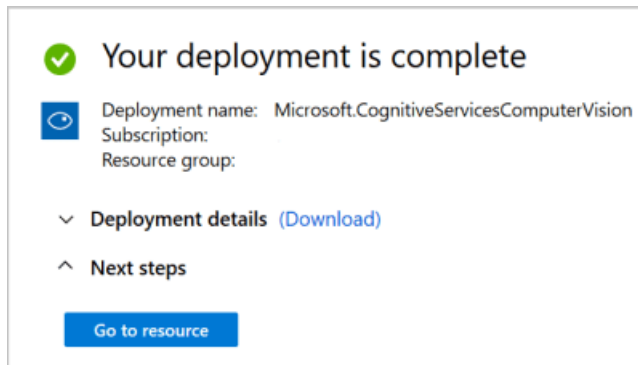 Your deployment is complete
Deployment name: Microsoft.CognitiveServicesComputerVision
Subscription:
Resource group:
Deployment details (Download)
Next steps
Go to resource